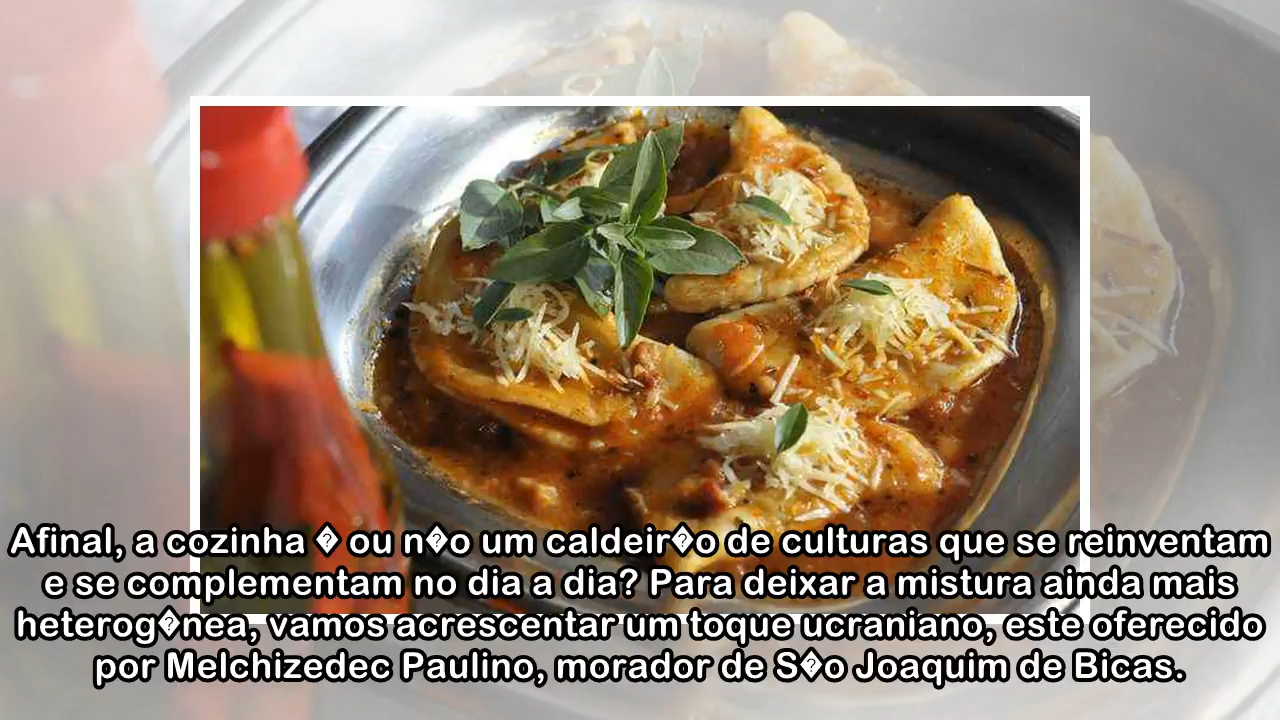 Afinal, a cozinha � ou n�o um caldeir�o de culturas que se reinventam
e se complementam no dia a dia? Para deixar a mistura ainda mais
heterog�nea, vamos acrescentar um toque ucraniano, este oferecido
por Melchizedec Paulino, morador de S�o Joaquim de Bicas.